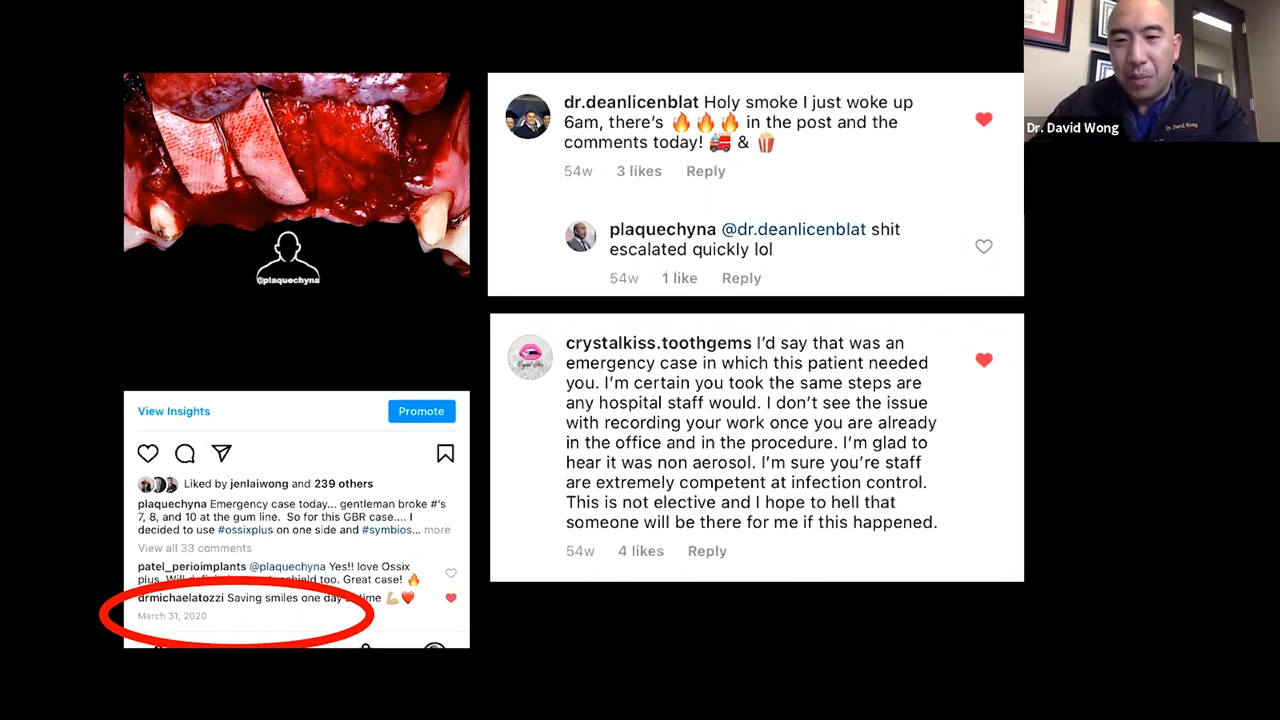 @plaquechyna
dr.deanlicenblat Holy smoke I just woke up
6am, there's 🔥🔥🔥 in the post and the
comments today! 🚒 & 🍿
54w 3 likes Reply
plaquechyna @dr.deanlicenblat shit
escalated quickly lol
54w 1 like Reply
crystalkiss.toothgems I'd say that was an
emergency case in which this patient needed
you. I'm certain you took the same steps are
any hospital staff would. I don't see the issue
with recording your work once you are already
in the office and in the procedure. I'm glad to
hear it was non aerosol. I'm sure you're staff
are extremely competent at infection control.
This is not elective and I hope to hell that
someone will be there for me if this happened.
54w 4 likes Reply
View Insights Promote
Liked by jenlaiwong and 239 others
plaquechyna Emergency case today... gentleman broke #'s
7, 8, and 10 at the gum line. So for this GBR case.... I
decided to use #ossixplus on one side and #symbios... more
View all 33 comments
patel_perioimplants @plaquechyna Yes!! love Ossix
plus. Will too. Great case! 🔥
drmichaelatozzi Saving smiles one day time 💪🏼❤️
March 31, 2020
Dr. David Wong
Dr. David Wong